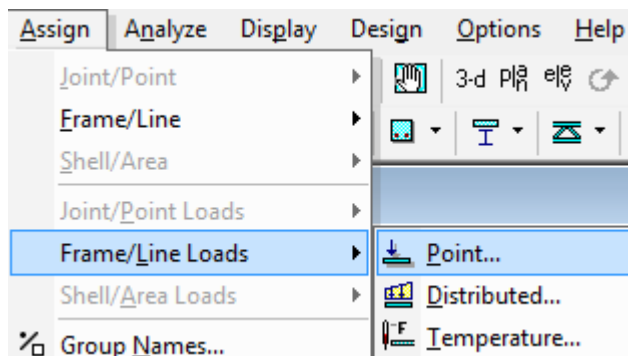 Assign Analyze Display Design Options Help
Joint/Point
3-d
Frame/Line
Shell/Area
Joint/Point Loads
Frame/Line Loads
Point...
Shell/Area Loads
Distributed...
Group Names...
Temperature...